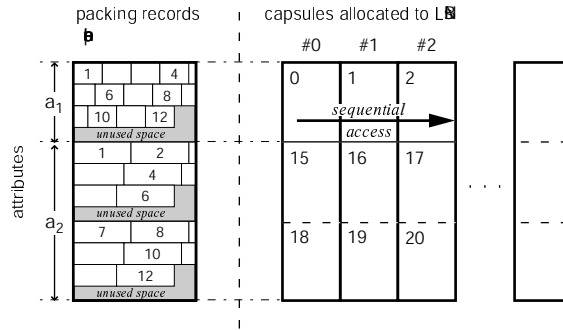 packing records
capsules allocated to
#0 #1 #2
attributes
a1
1 4
6 8
10 12
unused space
0 1 2
sequential
access
a2
1 2
4
6
unused space
15 16 17
. . .
7 8
10
12
unused space
18 19 20